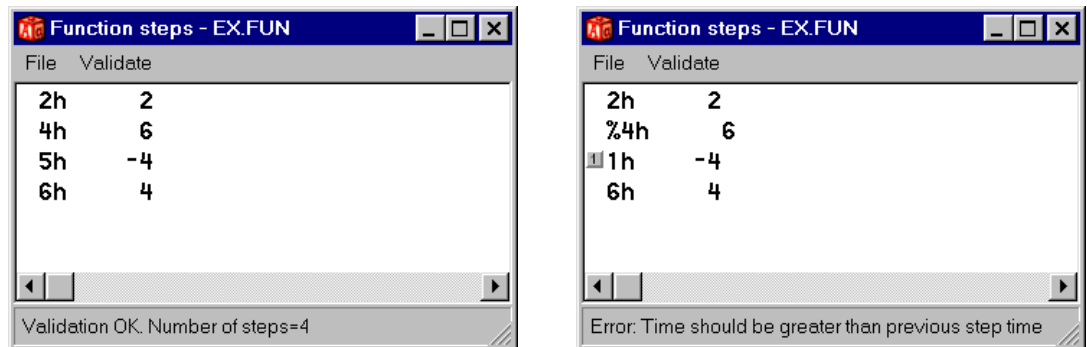 Function steps - EX.FUN
File Validate
2h 2
4h 6
5h -4
6h 4
Validation OK. Number of steps=4
Function steps - EX.FUN
File Validate
2h 2
%4h 6
1 1h -4
6h 4
Error: Time should be greater than previous step time